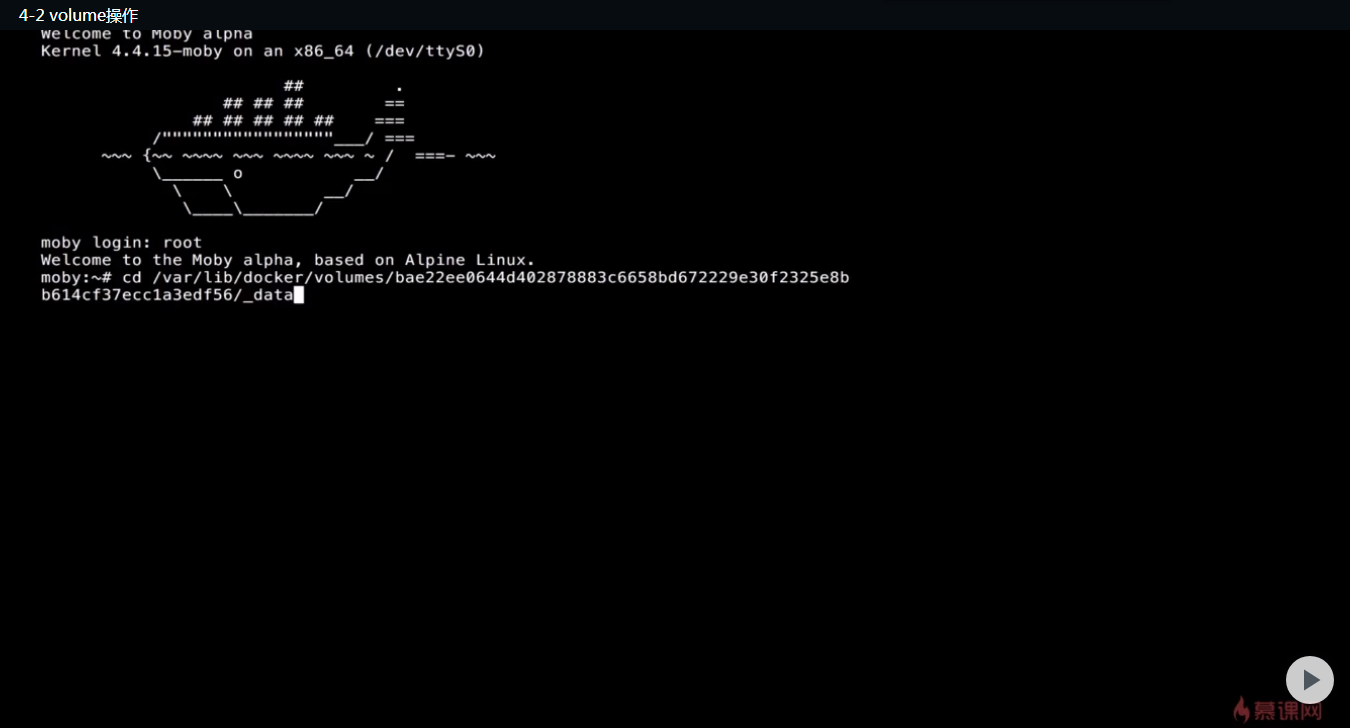 4-2 volume操作
Welcome to Moby alpha
Kernel 4.4.15-moby on an x86_64 (/dev/ttyS0)
##         .
## ## ##        ==
## ## ## ## ##    ===
/"""""""""""""""""___/ ===
~~~ {~~ ~~~~ ~~~ ~~~~ ~~~ ~ /  ===- ~~~
\______ o           __/
\    \         __/
\____\_______/
moby login: root
Welcome to the Moby alpha, based on Alpine Linux.
moby:~# cd /var/lib/docker/volumes/bae22ee0644d402878883c6658bd672229e30f2325e8b
b614cf37ecc1a3edf56/_data
慕课网